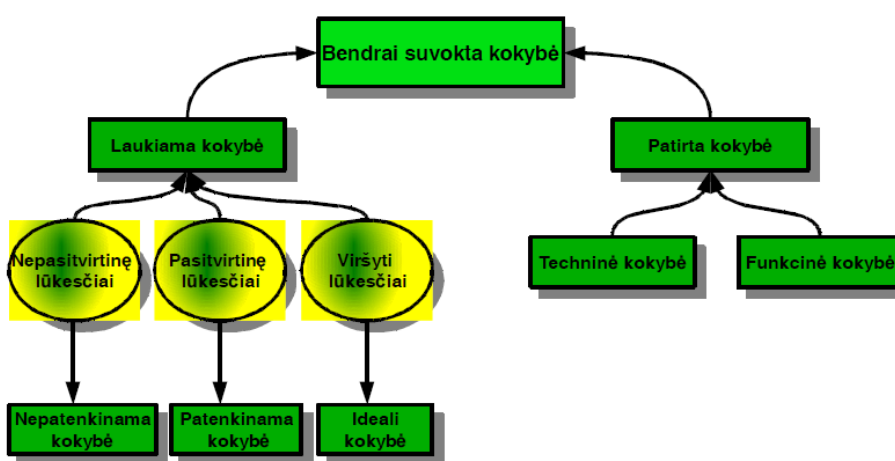 Bendrai suvokta kokybė
Laukiama kokybė
Patirta kokybė
Nepasitvirtinę
lūkesčiai
Pasitvirtinę
lūkesčiai
Viršyti
lūkesčiai
Techninė kokybė
Funkcinė kokybė
Nepatenkinama
kokybė
Patenkinama
kokybė
Ideali
kokybė